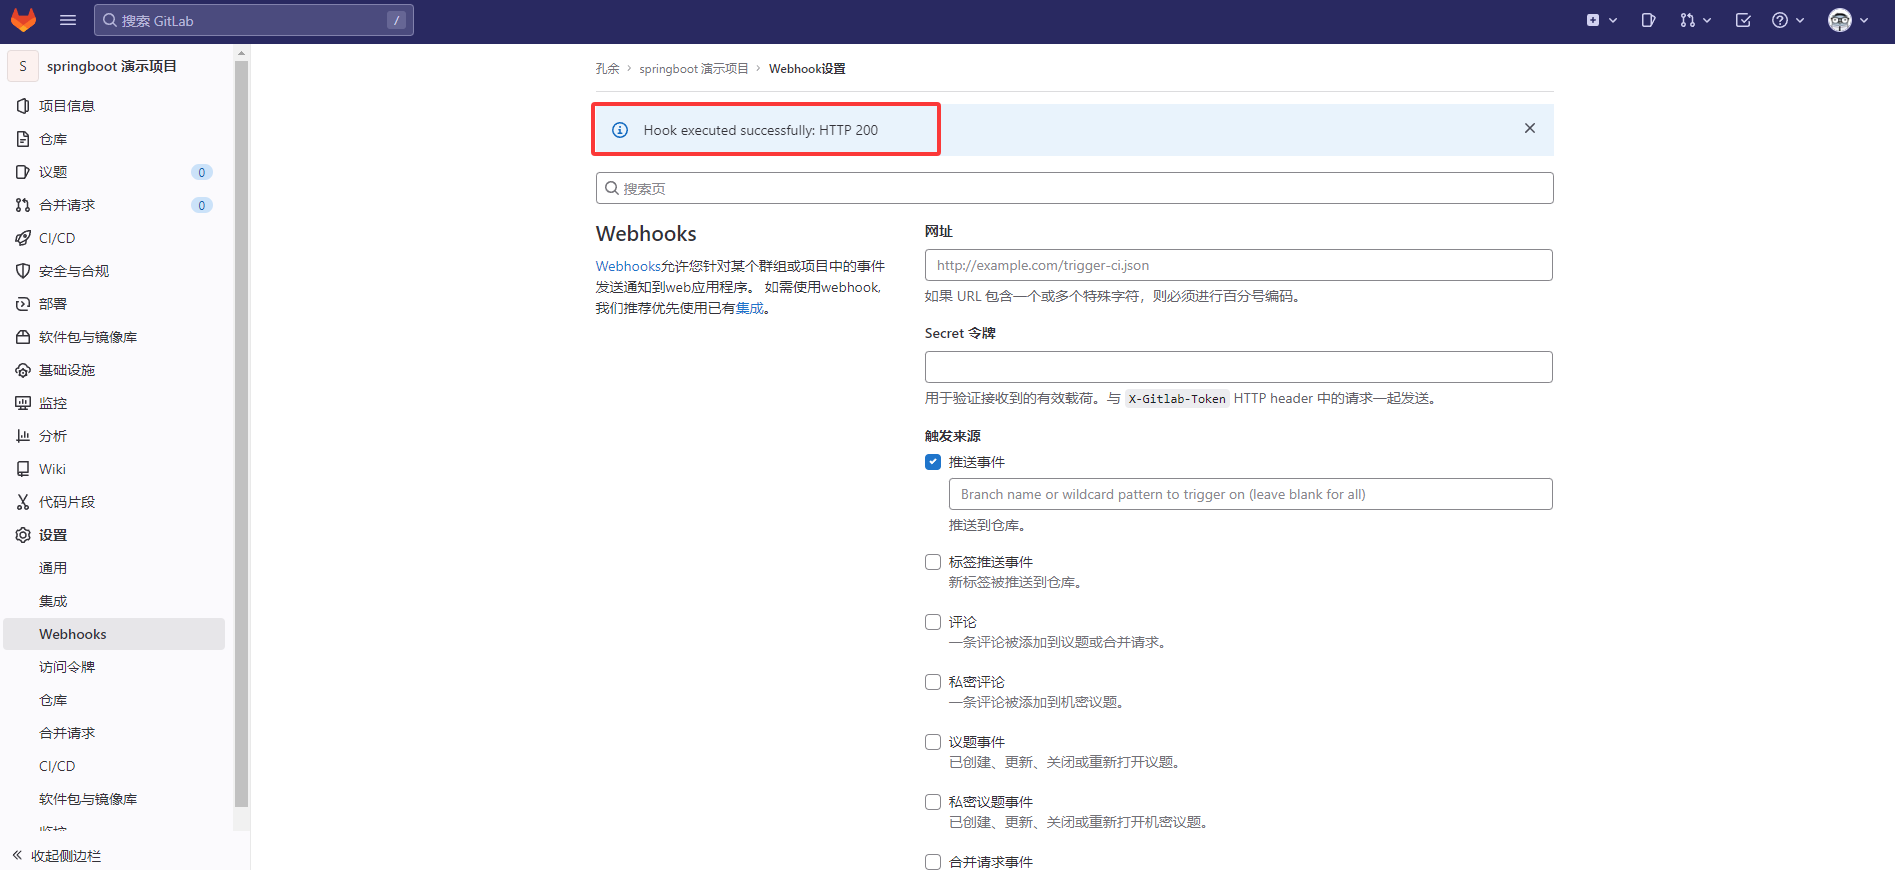 搜索 GitLab
/
S
springboot 演示项目
项目信息
仓库
议题
0
合并请求
0
CI/CD
安全与合规
部署
软件包与镜像库
基础设施
监控
分析
Wiki
代码片段
设置
通用
集成
Webhooks
访问令牌
仓库
合并请求
CI/CD
软件包与镜像库
监控
收起侧边栏
孔余 › springboot 演示项目 › Webhook设置
Hook executed successfully: HTTP 200
搜索页
Webhooks
Webhooks允许您针对某个群组或项目中的事件
发送通知到web应用程序。 如需使用webhook,
我们推荐优先使用已有集成。
网址
http://example.com/trigger-ci.json
如果 URL 包含一个或多个特殊字符，则必须进行百分号编码。
Secret 令牌
用于验证接收到的有效载荷。与 X-Gitlab-Token HTTP header 中的请求一起发送。
触发来源
推送事件
Branch name or wildcard pattern to trigger on (leave blank for all)
推送到仓库。
标签推送事件
新标签被推送到仓库。
评论
一条评论被添加到议题或合并请求。
私密评论
一条评论被添加到机密议题。
议题事件
已创建、更新、关闭或重新打开议题。
私密议题事件
已创建、更新、关闭或重新打开机密议题。
合并请求事件